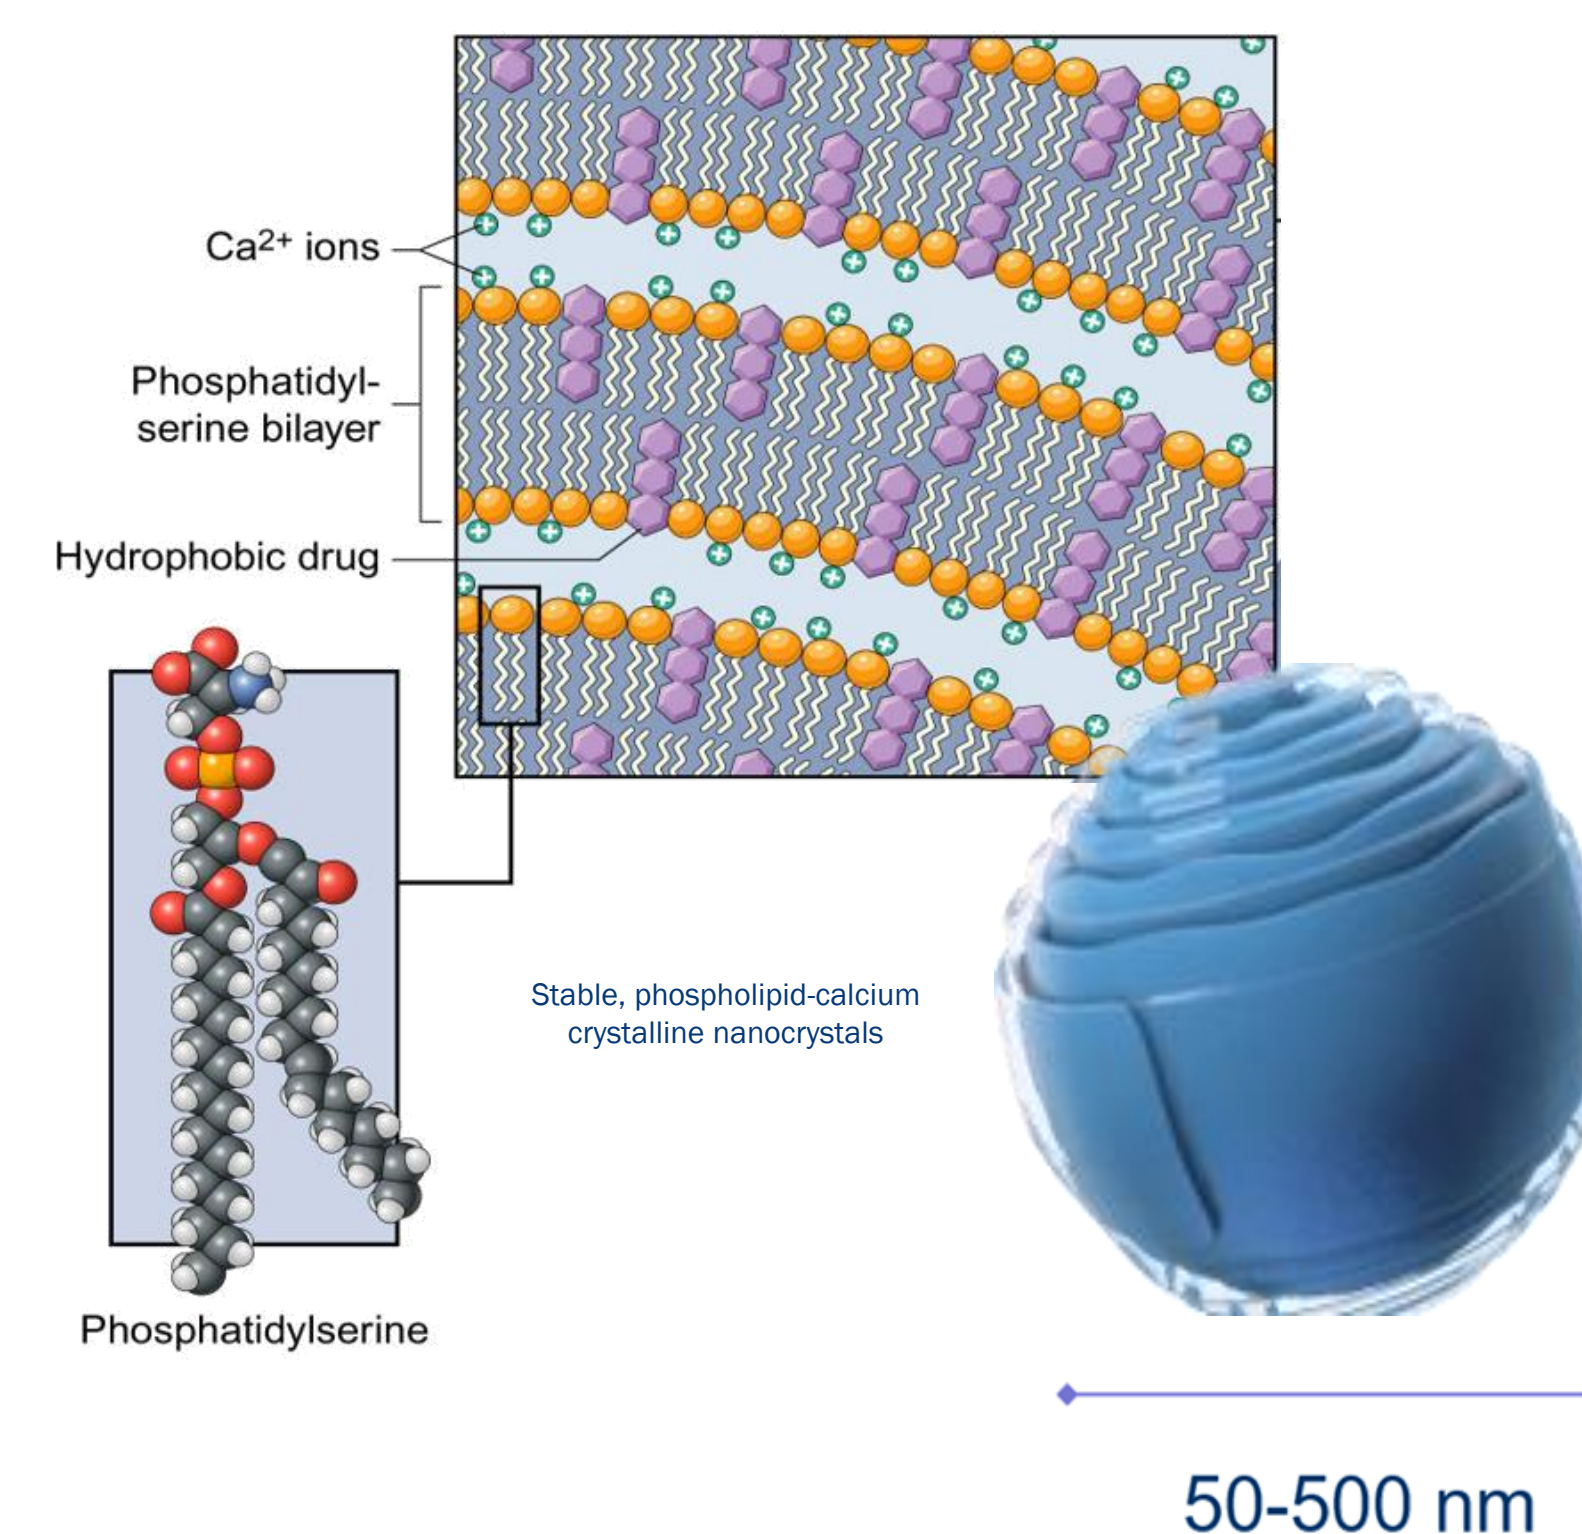 Ca2+ ions
Phosphatidyl-
serine bilayer
Hydrophobic drug
Stable, phospholipid-calcium
crystalline nanocrystals
Phosphatidylserine
50-500 nm